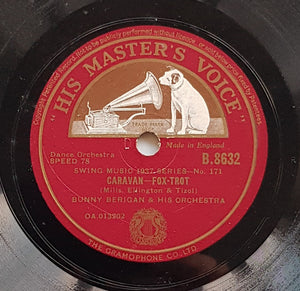 Copyright
"HIS MASTER'S VOICE"
TRADE MARK
Made in England
Dance Orchestra
SPEED 78
B.8632
SWING MUSIC 1937 SERIES—No. 171
CARAVAN—FOX-TROT
(Mills, Ellington & Tizol)
BUNNY BERIGAN & HIS ORCHESTRA
OA.013902
THE GRAMOPHONE CO. LTD